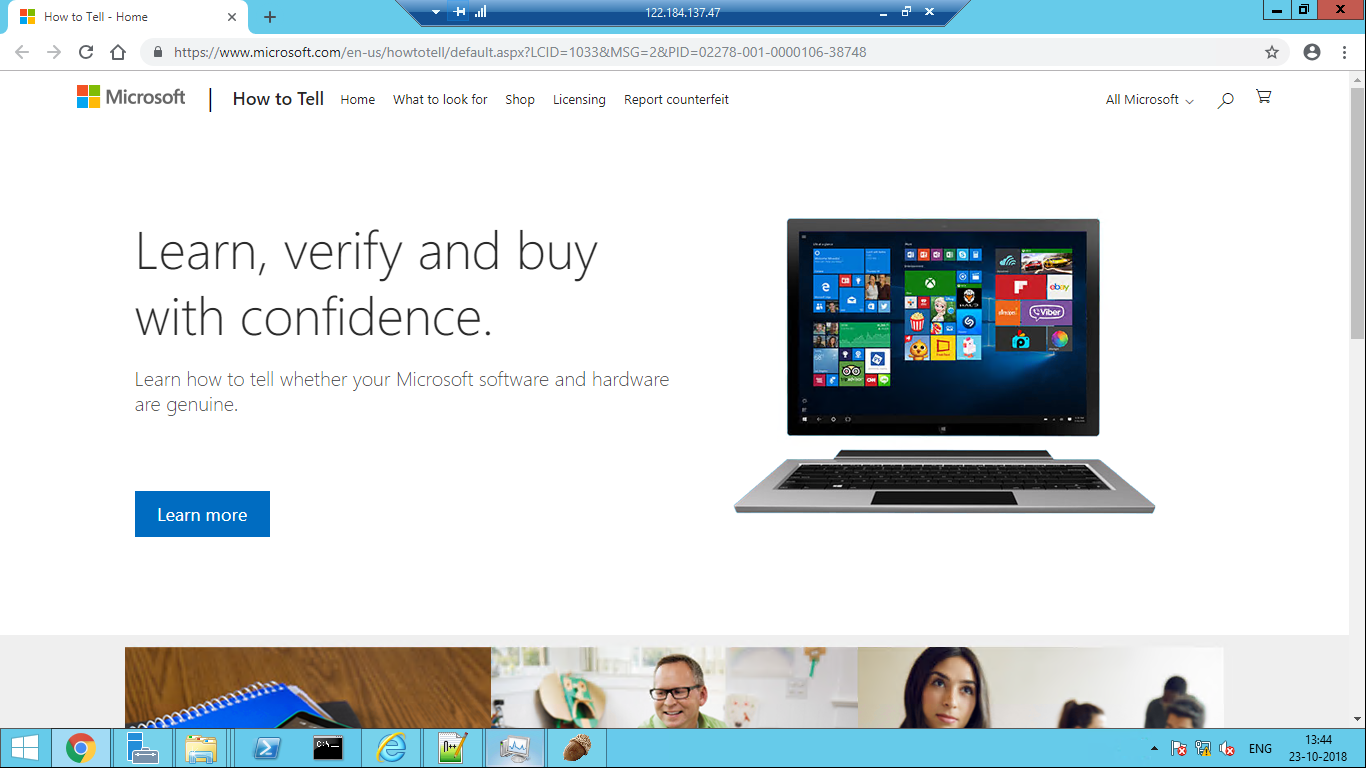 How to Tell - Home
122.184.137.47
https://www.microsoft.com/en-us/howtotell/default.aspx?LCID=1033&MSG=2&PID=02278-001-0000106-38748
Microsoft
How to Tell
Home
What to look for
Shop
Licensing
Report counterfeit
All Microsoft
Learn, verify and buy
with confidence.
Learn how to tell whether your Microsoft software and hardware
are genuine.
Learn more
ebay
Viber
ENG
13:44
23-10-2018